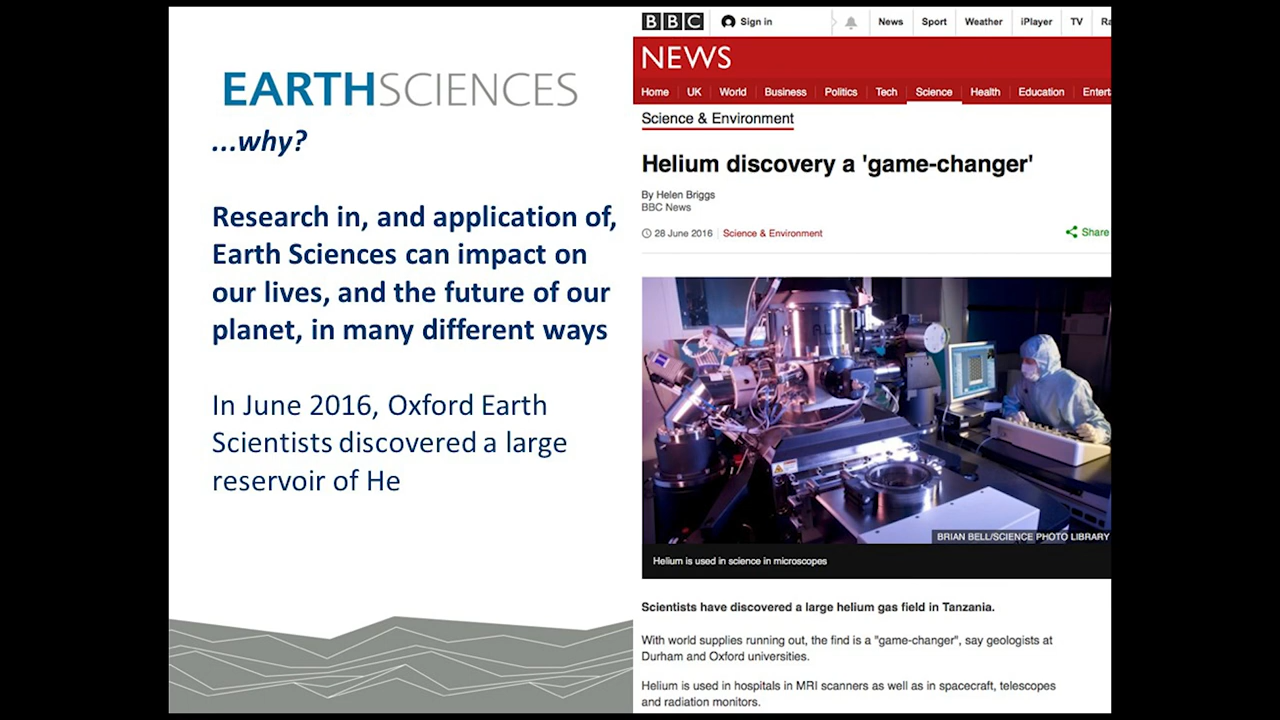 EARTHSCIENCES
...why?
Research in, and application of,
Earth Sciences can impact on
our lives, and the future of our
planet, in many different ways
In June 2016, Oxford Earth
Scientists discovered a large
reservoir of He
BBC Sign in News Sport Weather iPlayer TV Ra
NEWS
Home UK World Business Politics Tech Science Health Education Entert
Science & Environment
Helium discovery a 'game-changer'
By Helen Briggs
BBC News
28 June 2016 Science & Environment Share
BRIAN BELL/SCIENCE PHOTO LIBRARY
Helium is used in science in microscopes
Scientists have discovered a large helium gas field in Tanzania.
With world supplies running out, the find is a "game-changer", say geologists at
Durham and Oxford universities.
Helium is used in hospitals in MRI scanners as well as in spacecraft, telescopes
and radiation monitors.